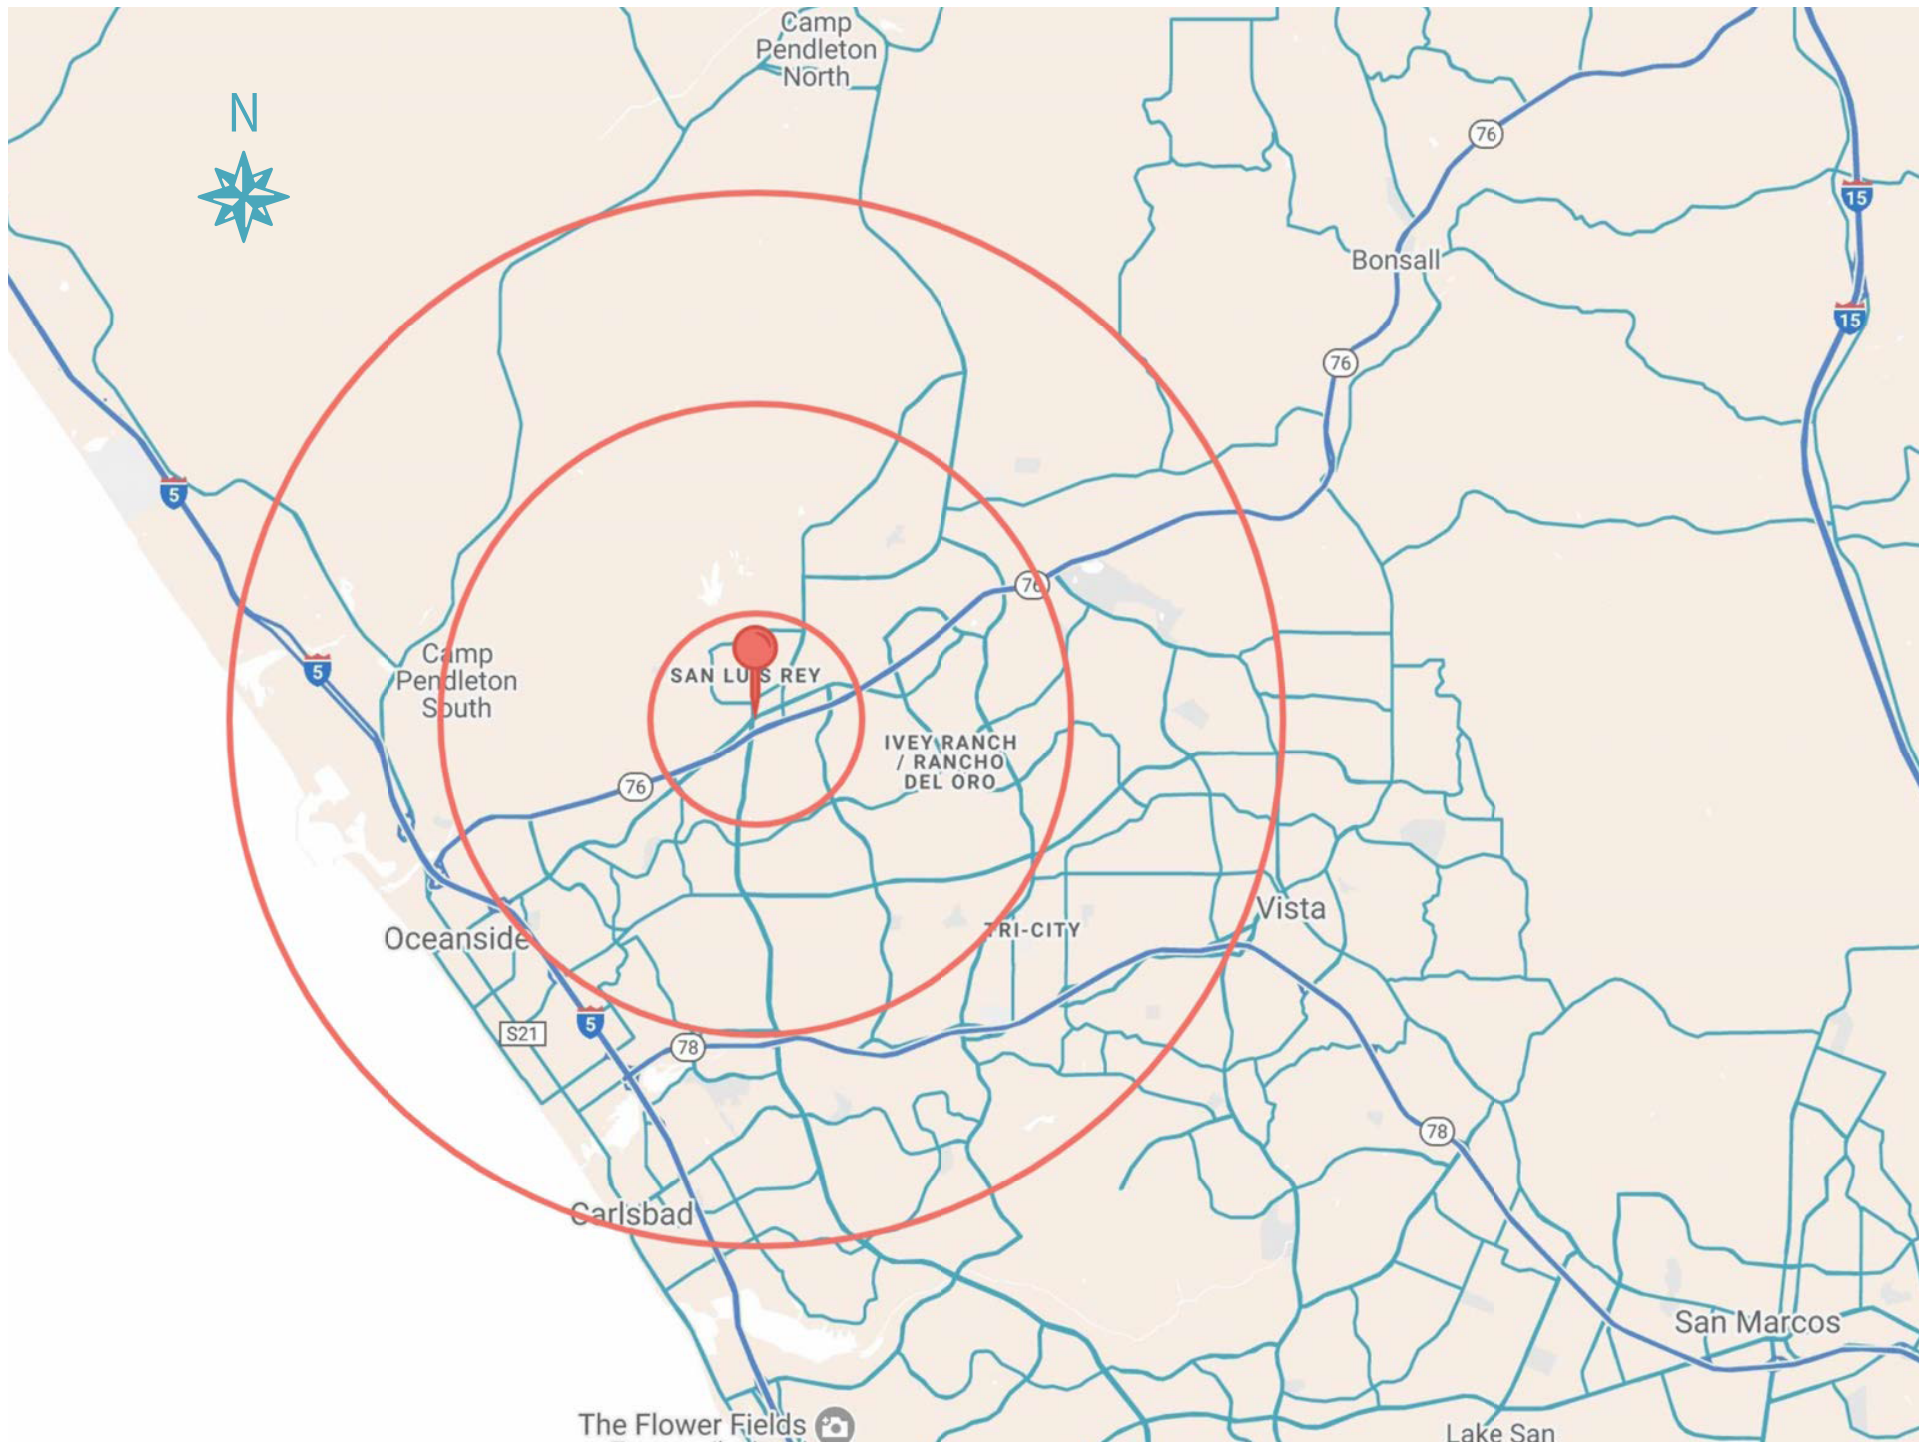 Camp
Pendleton
North
N
76
15
Bonsall
15
76
5
76
Camp
Pendleton
South
5
SAN LUIS REY
IVEY RANCH
/ RANCHO
DEL ORO
76
Vista
TRI-CITY
Oceanside
5
S21
78
78
Carlsbad
San Marcos
The Flower Fields
Lake San